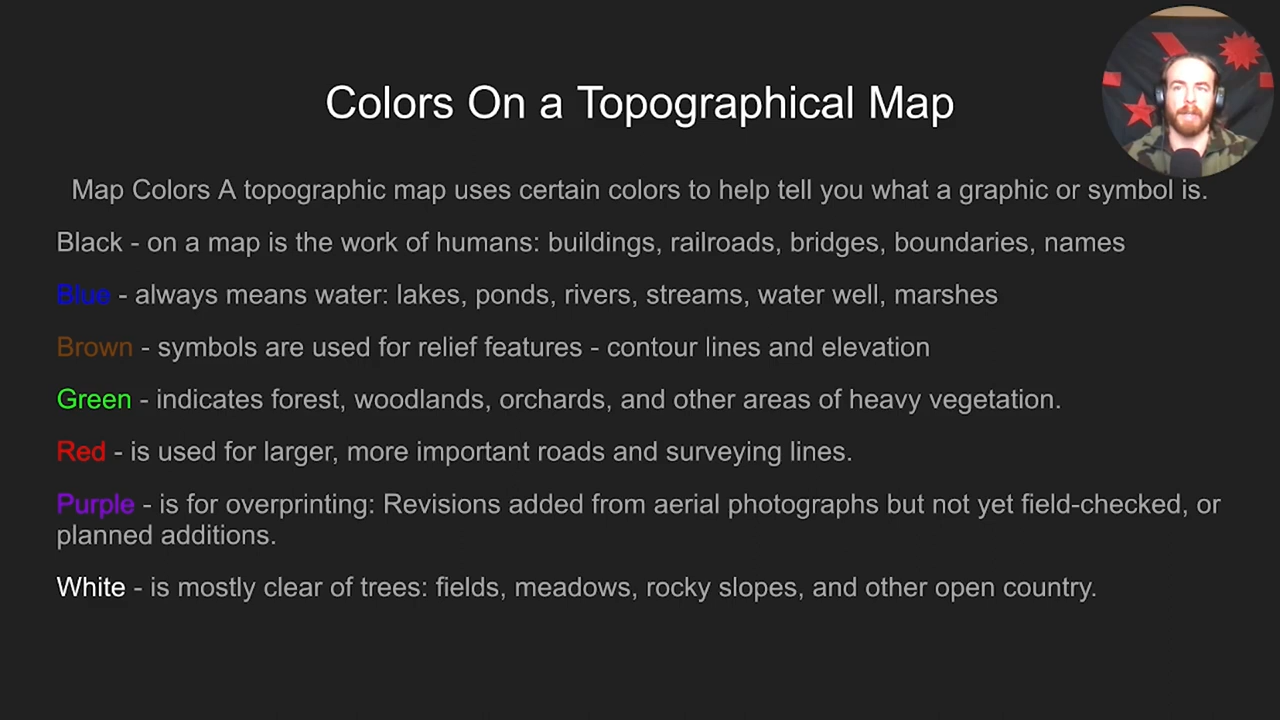 Colors On a Topographical Map
Map Colors A topographic map uses certain colors to help tell you what a graphic or symbol is.
Black - on a map is the work of humans: buildings, railroads, bridges, boundaries, names
Blue - always means water: lakes, ponds, rivers, streams, water well, marshes
Brown - symbols are used for relief features - contour lines and elevation
Green - indicates forest, woodlands, orchards, and other areas of heavy vegetation.
Red - is used for larger, more important roads and surveying lines.
Purple - is for overprinting: Revisions added from aerial photographs but not yet field-checked, or
planned additions.
White - is mostly clear of trees: fields, meadows, rocky slopes, and other open country.